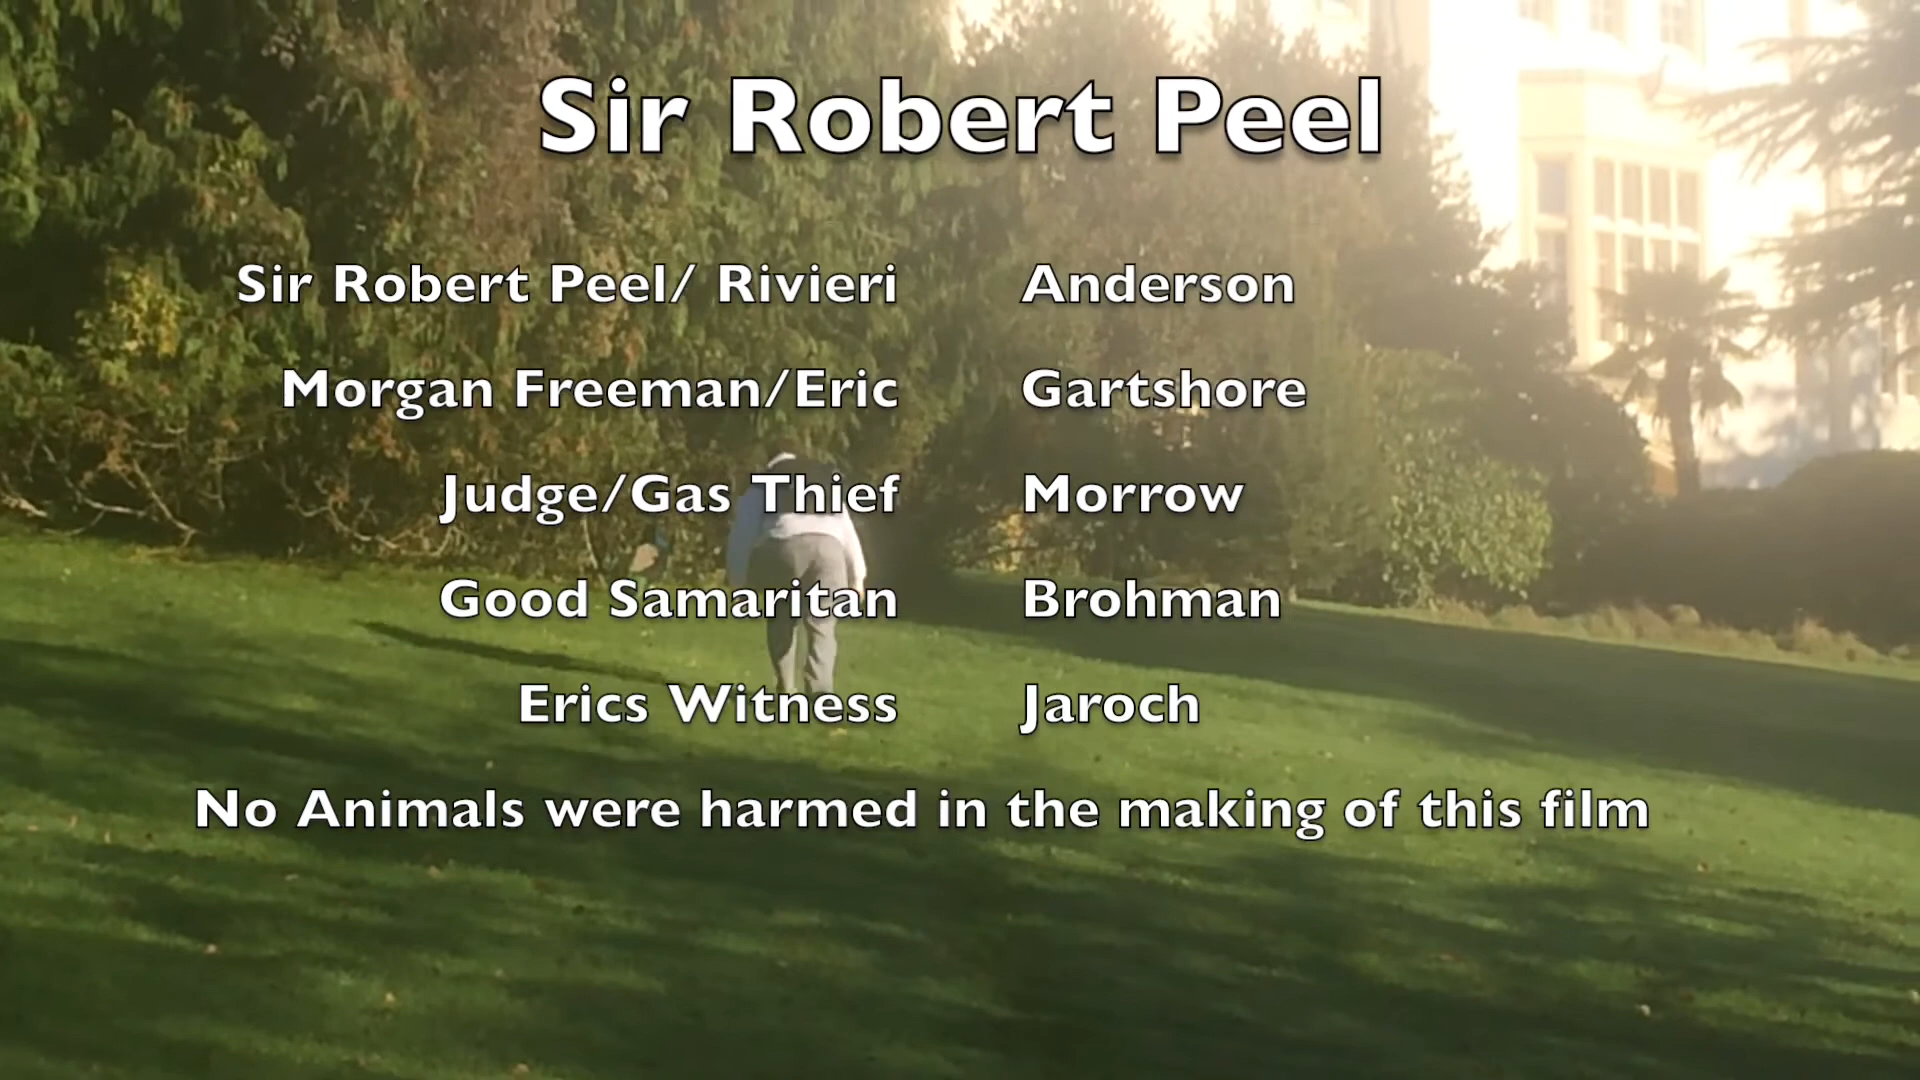 Sir Robert Peel
Sir Robert Peel/ Rivieri Anderson
Morgan Freeman/Eric Gartshore
Judge/Gas Thief Morrow
Good Samaritan Brohman
Erics Witness Jaroch
No Animals were harmed in the making of this film